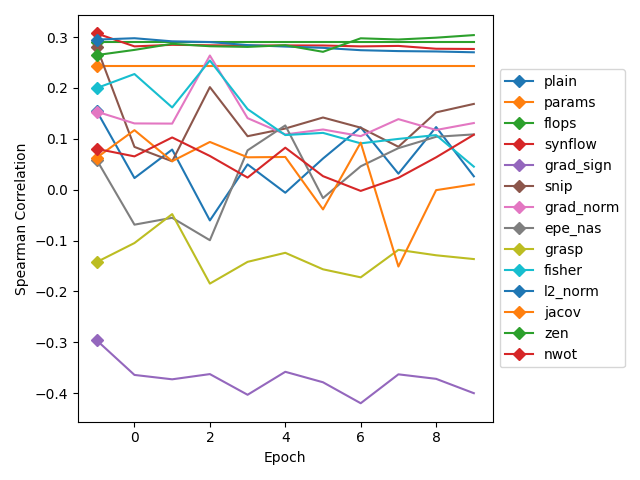 Spearman Correlation
0.3
0.2
0.1
0.0
−0.1
−0.2
−0.3
−0.4
0
2
4
6
8
Epoch
plain
params
flops
synflow
grad_sign
snip
grad_norm
epe_nas
grasp
fisher
l2_norm
jacov
zen
nwot